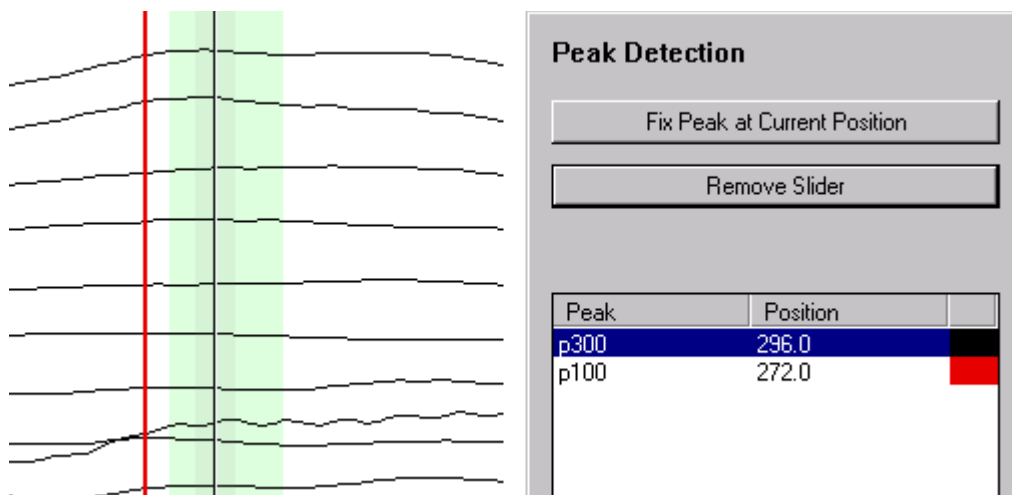 Peak Detection
Fix Peak at Current Position
Remove Slider
Peak Position
p300 296.0
p100 272.0